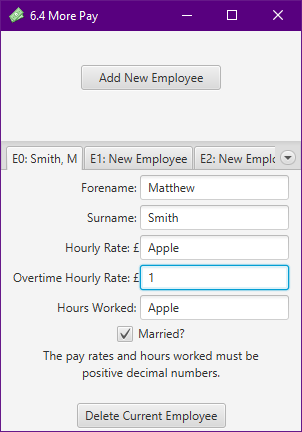 6.4 More Pay
Add New Employee
E0: Smith, M
E1: New Employee
E2: New Emplo
Forename: Matthew
Surname: Smith
Hourly Rate: £ Apple
Overtime Hourly Rate: £ 1
Hours Worked: Apple
Married?
The pay rates and hours worked must be
positive decimal numbers.
Delete Current Employee